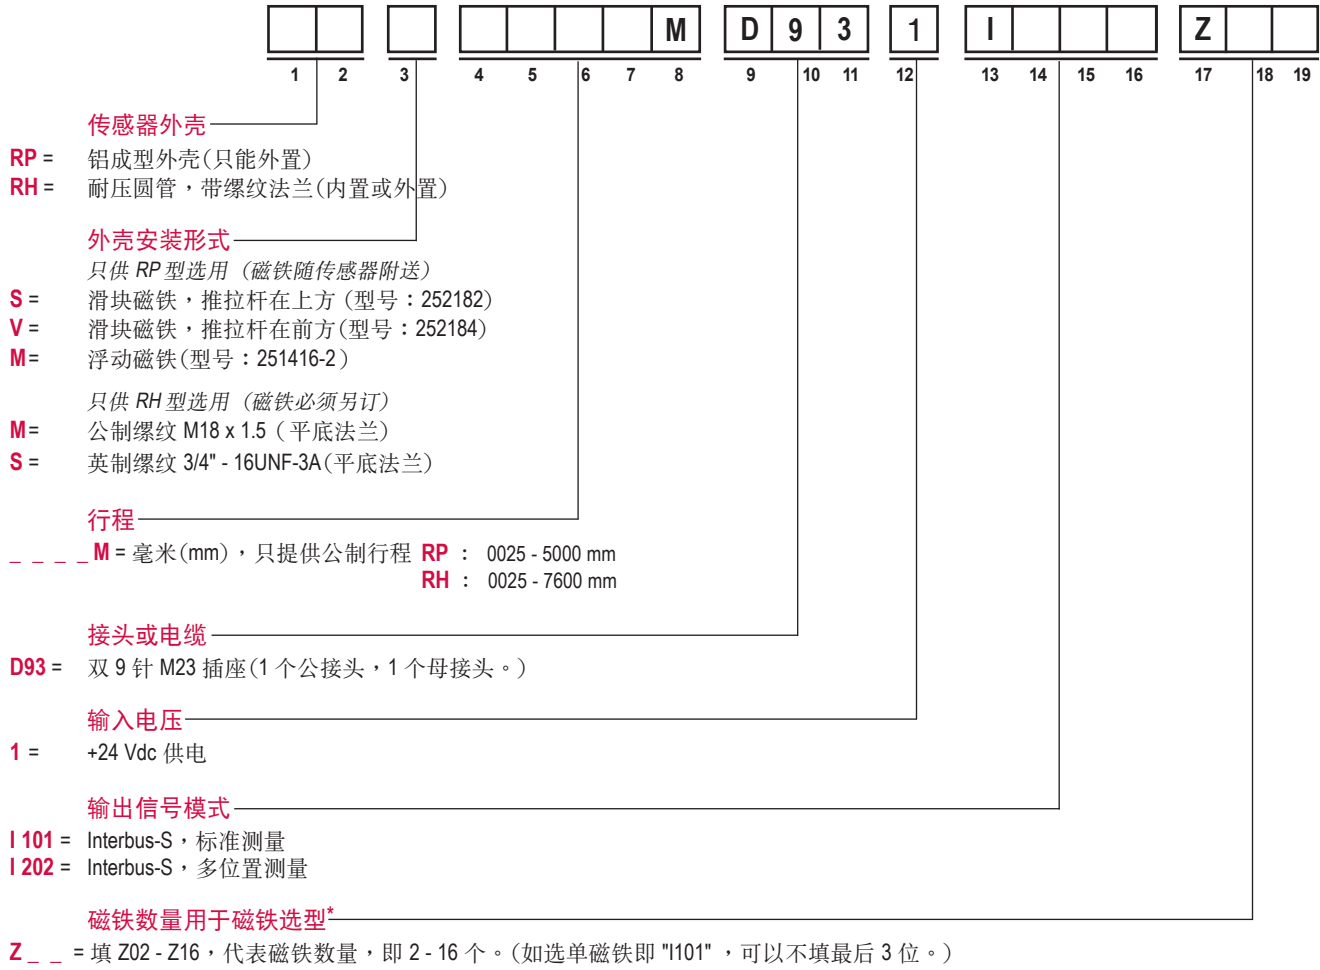 M D 9 3 1 I Z
1 2 3 4 5 6 7 8 9 10 11 12 13 14 15 16 17 18 19
传感器外壳
RP = 铝成型外壳(只能外置)
RH = 耐压圆管，带缧纹法兰(内置或外置)
外壳安装形式
只供 RP 型选用（磁铁随传感器附送）
S = 滑块磁铁，推拉杆在上方 (型号：252182)
V = 滑块磁铁，推拉杆在前方(型号：252184)
M = 浮动磁铁(型号：251416-2)
只供 RH 型选用（磁铁必须另订）
M = 公制缧纹 M18 x 1.5（平底法兰）
S = 英制缧纹 3/4" - 16UNF-3A(平底法兰)
行程
_ _ _ _ M = 毫米(mm)，只提供公制行程 RP : 0025 - 5000 mm
RH : 0025 - 7600 mm
接头或电缆
D93 = 双 9 针 M23 插座(1 个公接头，1 个母接头。)
输入电压
1 = +24 Vdc 供电
输出信号模式
I 101 = Interbus-S，标准测量
I 202 = Interbus-S，多位置测量
磁铁数量用于磁铁选型*
Z _ _ = 填 Z02 - Z16，代表磁铁数量，即 2 - 16 个。(如选单磁铁即 "I101" ，可以不填最后 3 位。)